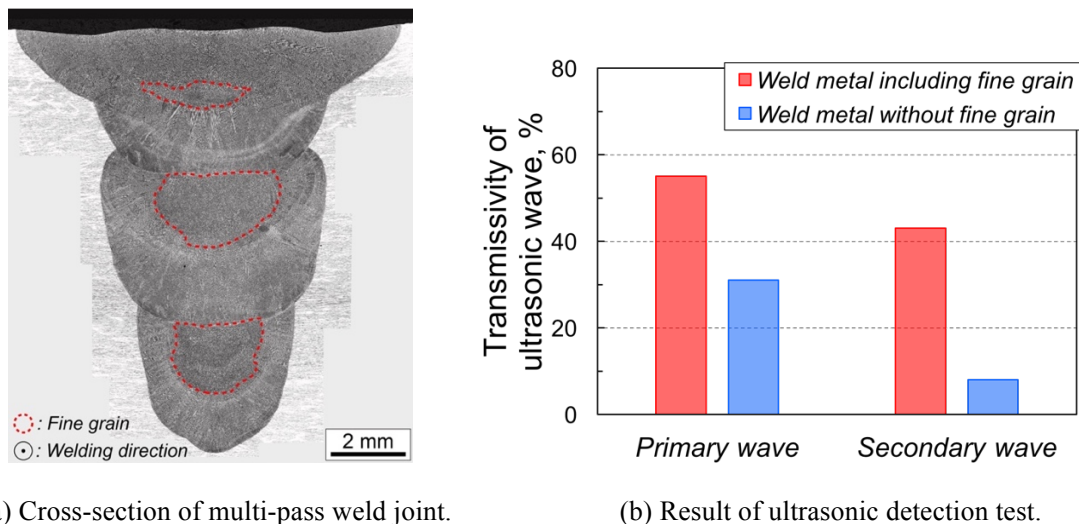 : Fine grain
: Welding direction
2 mm
) Cross-section of multi-pass weld joint.
Transmissivity of
ultrasonic wave, %
80
60
40
20
0
Weld metal including fine grain
Weld metal without fine grain
Primary wave
Secondary wave
(b) Result of ultrasonic detection test.